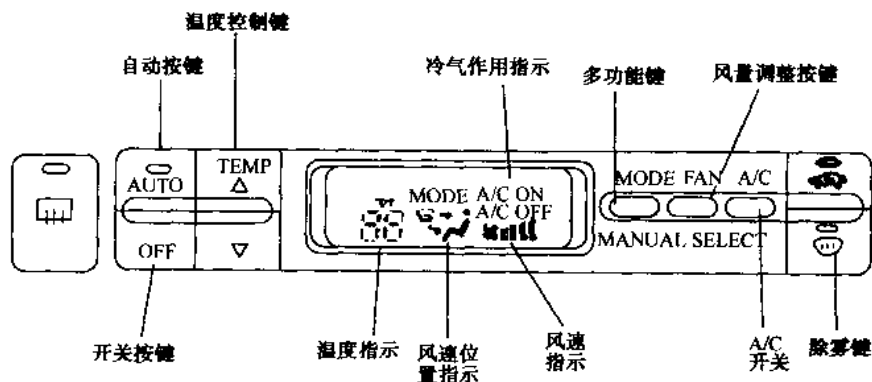 温度控制键
自动按键
冷气作用指示
多功能键
风量调整按键
AUTO
TEMP
MODE A/C ON
A/C OFF
MODE FAN A/C
MANUAL SELECT
OFF
开关按键
温度指示
风速位
置指示
风速
指示
A/C
开关
除雾键